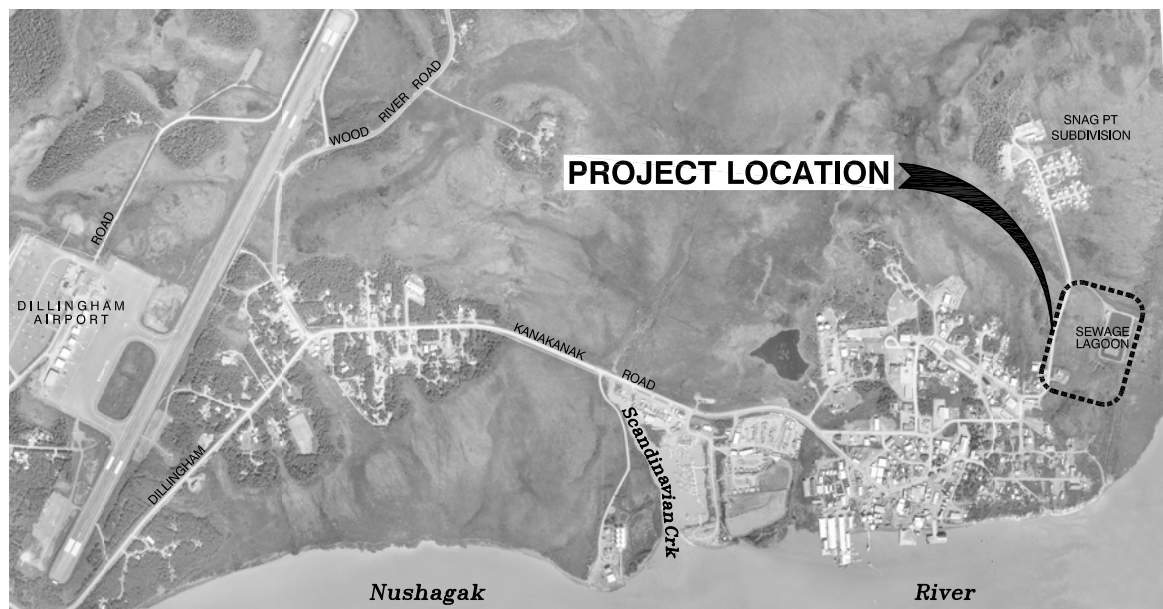 WOOD RIVER ROAD
SNAG PT
SUBDIVISION
PROJECT LOCATION
ROAD
DILLINGHAM
AIRPORT
KANAKANAK
ROAD
SEWAGE
LAGOON
DILLINGHAM
Scandinavian Crk
Nushagak River